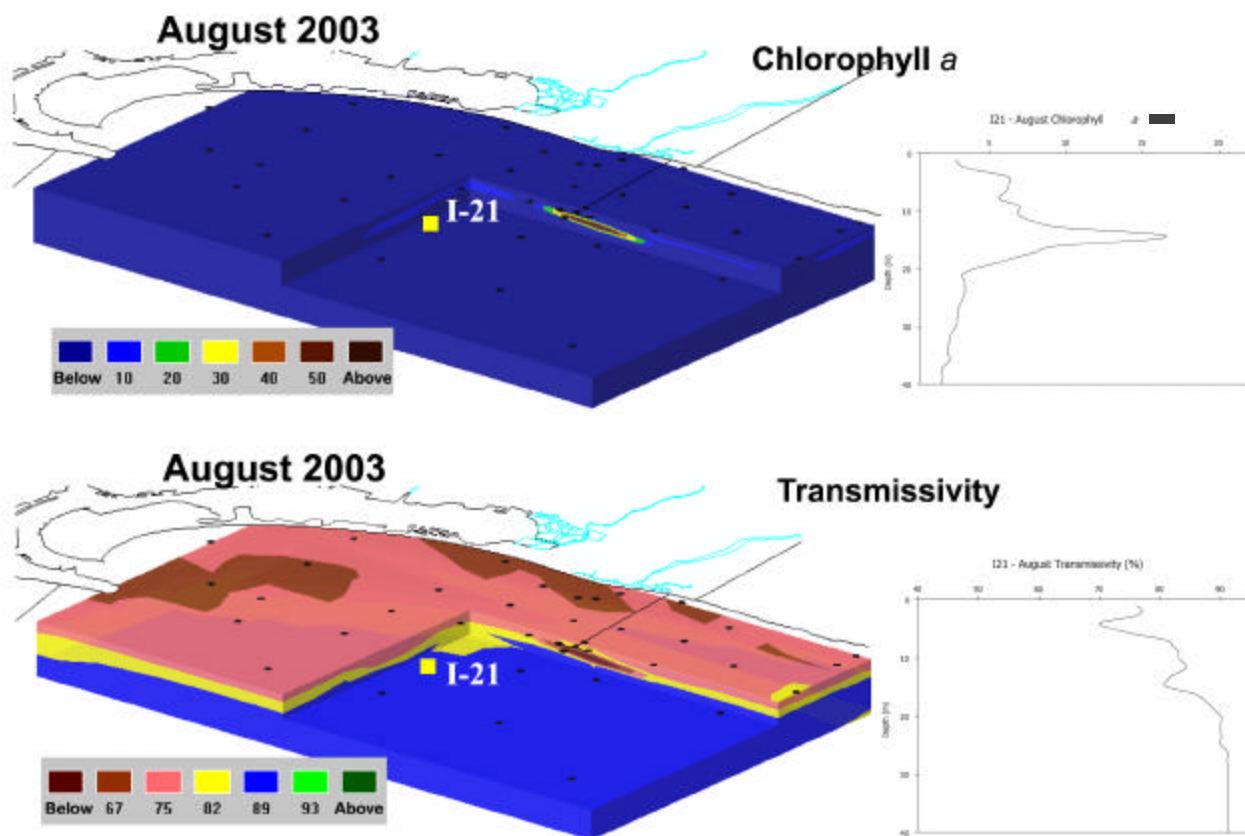 August 2003
Chlorophyll a
I-21
Below 10 20 30 40 50 Above
I21 - August Chlorophyll a
5 10 15 20
0
10
20
30
40
Depth (m)
August 2003
Transmissivity
I-21
Below 67 75 82 89 93 Above
I21 - August Transmissivity (%)
40 50 60 70 80 90
0
10
20
30
40
Depth (m)